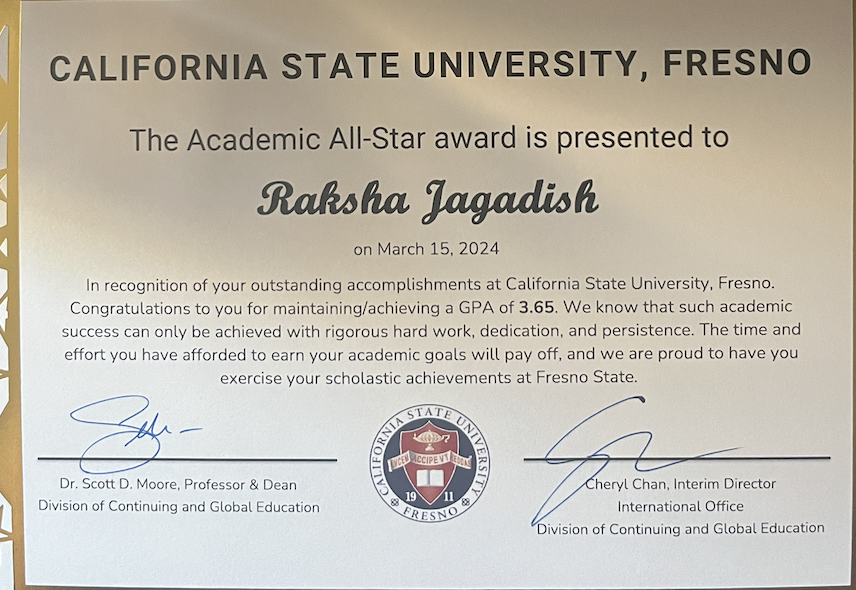 CALIFORNIA STATE UNIVERSITY, FRESNO
The Academic All-Star award is presented to
Raksha Jagadish
on March 15, 2024
In recognition of your outstanding accomplishments at California State University, Fresno.
Congratulations to you for maintaining/achieving a GPA of 3.65. We know that such academic
success can only be achieved with rigorous hard work, dedication, and persistence. The time and
effort you have afforded to earn your academic goals will pay off, and we are proud to have you
exercise your scholastic achievements at Fresno State.
Dr. Scott D. Moore, Professor & Dean
Division of Continuing and Global Education
CALIFORNIA STATE UNIVERSITY
ACCIPE VT
19 11
FRESNO
Cheryl Chan, Interim Director
International Office
Division of Continuing and Global Education